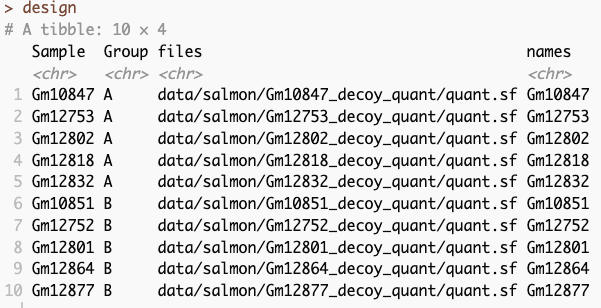 > design
# A tibble: 10 × 4
Sample Group files names
<chr> <chr> <chr> <chr>
1 Gm10847 A data/salmon/Gm10847_decoy_quant/quant.sf Gm10847
2 Gm12753 A data/salmon/Gm12753_decoy_quant/quant.sf Gm12753
3 Gm12802 A data/salmon/Gm12802_decoy_quant/quant.sf Gm12802
4 Gm12818 A data/salmon/Gm12818_decoy_quant/quant.sf Gm12818
5 Gm12832 A data/salmon/Gm12832_decoy_quant/quant.sf Gm12832
6 Gm10851 B data/salmon/Gm10851_decoy_quant/quant.sf Gm10851
7 Gm12752 B data/salmon/Gm12752_decoy_quant/quant.sf Gm12752
8 Gm12801 B data/salmon/Gm12801_decoy_quant/quant.sf Gm12801
9 Gm12864 B data/salmon/Gm12864_decoy_quant/quant.sf Gm12864
10 Gm12877 B data/salmon/Gm12877_decoy_quant/quant.sf Gm12877